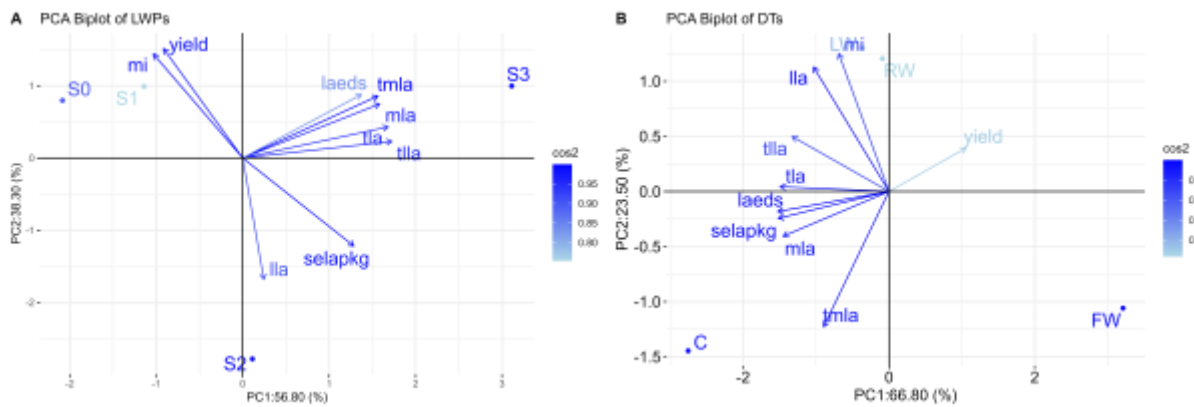 A PCA Biplot of LWPs
yield
mi
S0
S1
laeds
tmla
S3
mla
tla
tlla
selapkg
lla
S2
1
0
-1
-2
-2
-1
0
1
2
3
PC1:56.80 (%)
PC2:38.30 (%)
cos2
0.95
0.90
0.85
0.80
B PCA Biplot of DTs
LW
mi
RW
lla
yield
tlla
tla
laeds
selapkg
mla
tmla
C
FW
1.0
0.5
0.0
-0.5
-1.0
-1.5
-2
0
2
PC1:66.80 (%)
PC2:23.50 (%)
cos2